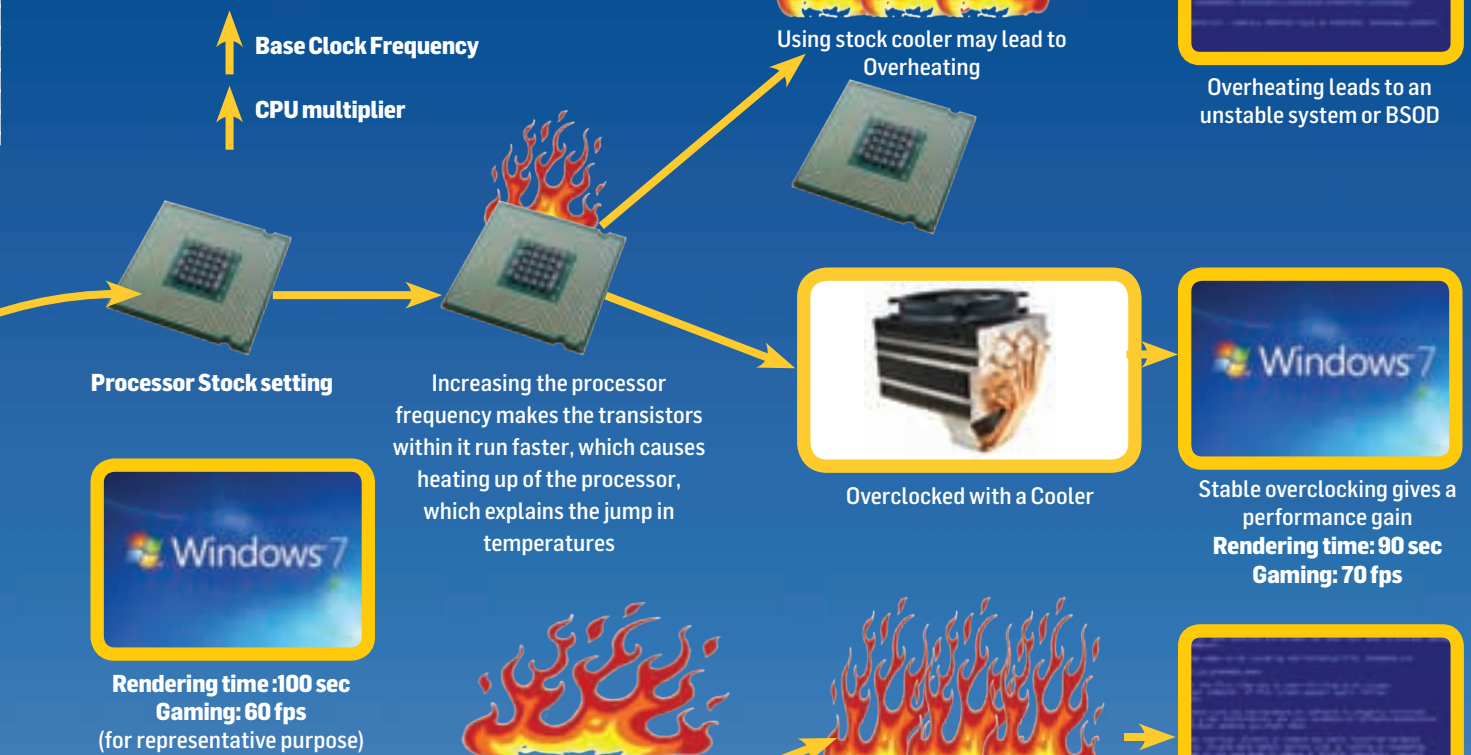 Base Clock Frequency
CPU multiplier
Using stock cooler may lead to
Overheating
Overheating leads to an
unstable system or BSOD
Processor Stock setting
Increasing the processor
frequency makes the transistors
within it run faster, which causes
heating up of the processor,
which explains the jump in
temperatures
Overclocked with a Cooler
Windows 7
Stable overclocking gives a
performance gain
Rendering time: 90 sec
Gaming: 70 fps
Windows 7
Rendering time :100 sec
Gaming: 60 fps
(for representative purpose)